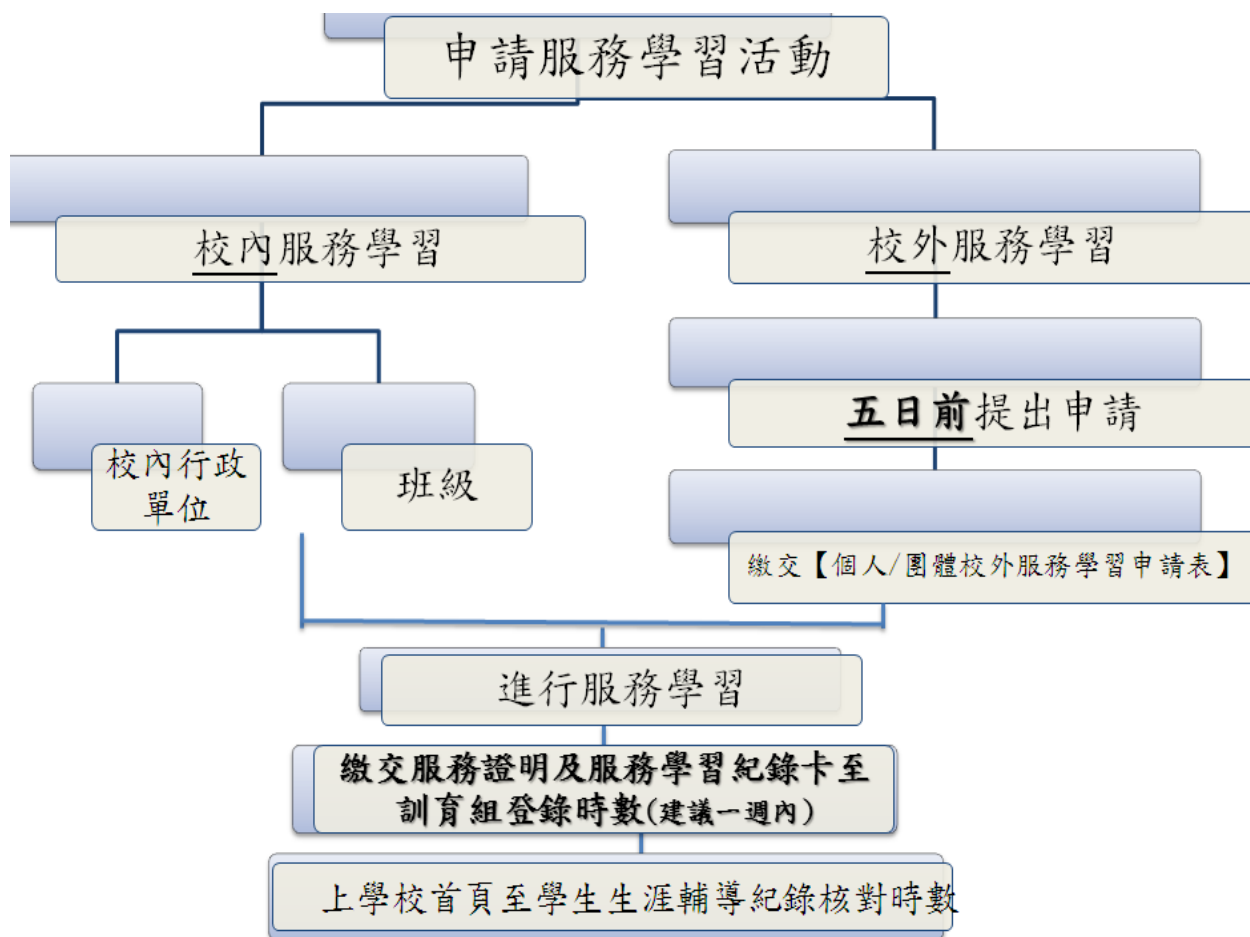 申請服務學習活動
校內服務學習
校外服務學習
五日前提出申請
校內行政
單位
班級
繳交【個人/團體校外服務學習申請表】
進行服務學習
繳交服務證明及服務學習紀錄卡至
訓育組登錄時數(建議一週內)
上學校首頁至學生生涯輔導紀錄核對時數